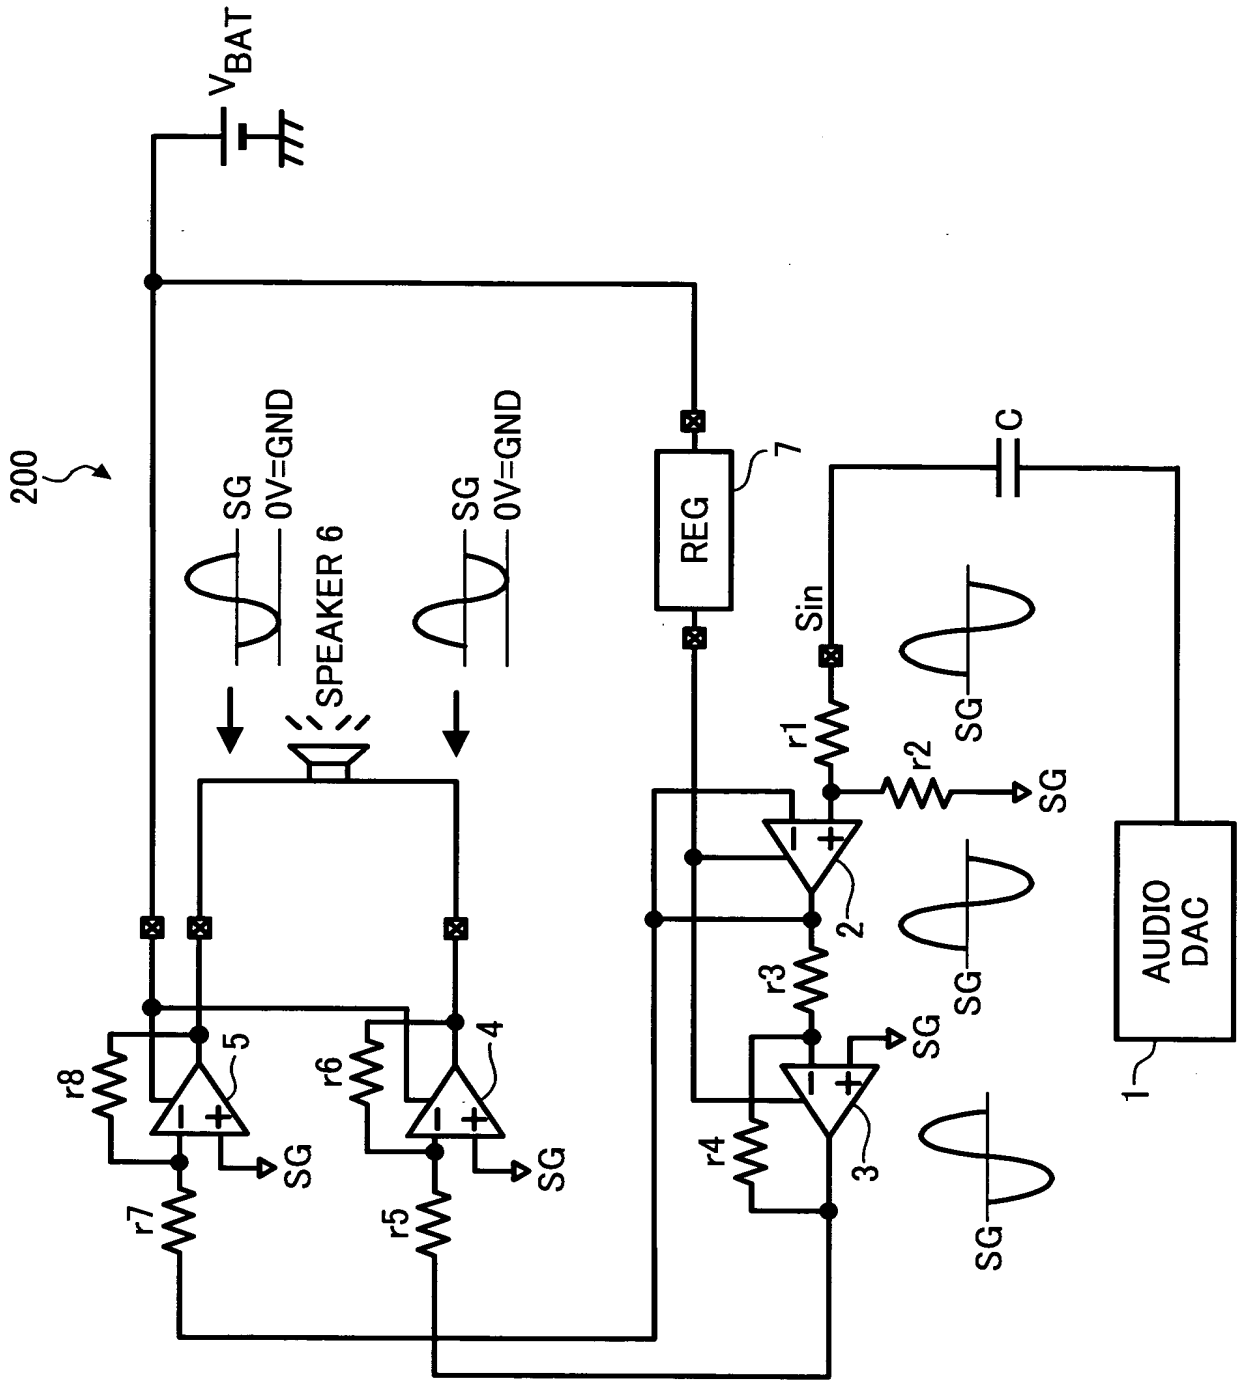 200
V_BAT
SG
0V=GND
SPEAKER 6
SG
0V=GND
r8
5
r7
SG
r6
4
r5
SG
REG
7
Sin
r1
r2
SG
SG
C
2
r3
SG
SG
r4
3
SG
AUDIO
DAC
1